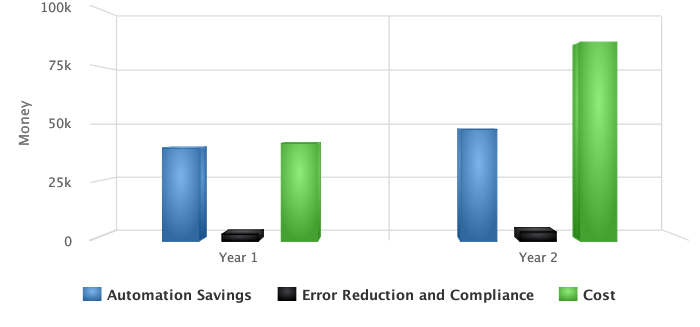 100k
75k
50k
25k
0
Money
Year 1
Year 2
Automation Savings
Error Reduction and Compliance
Cost